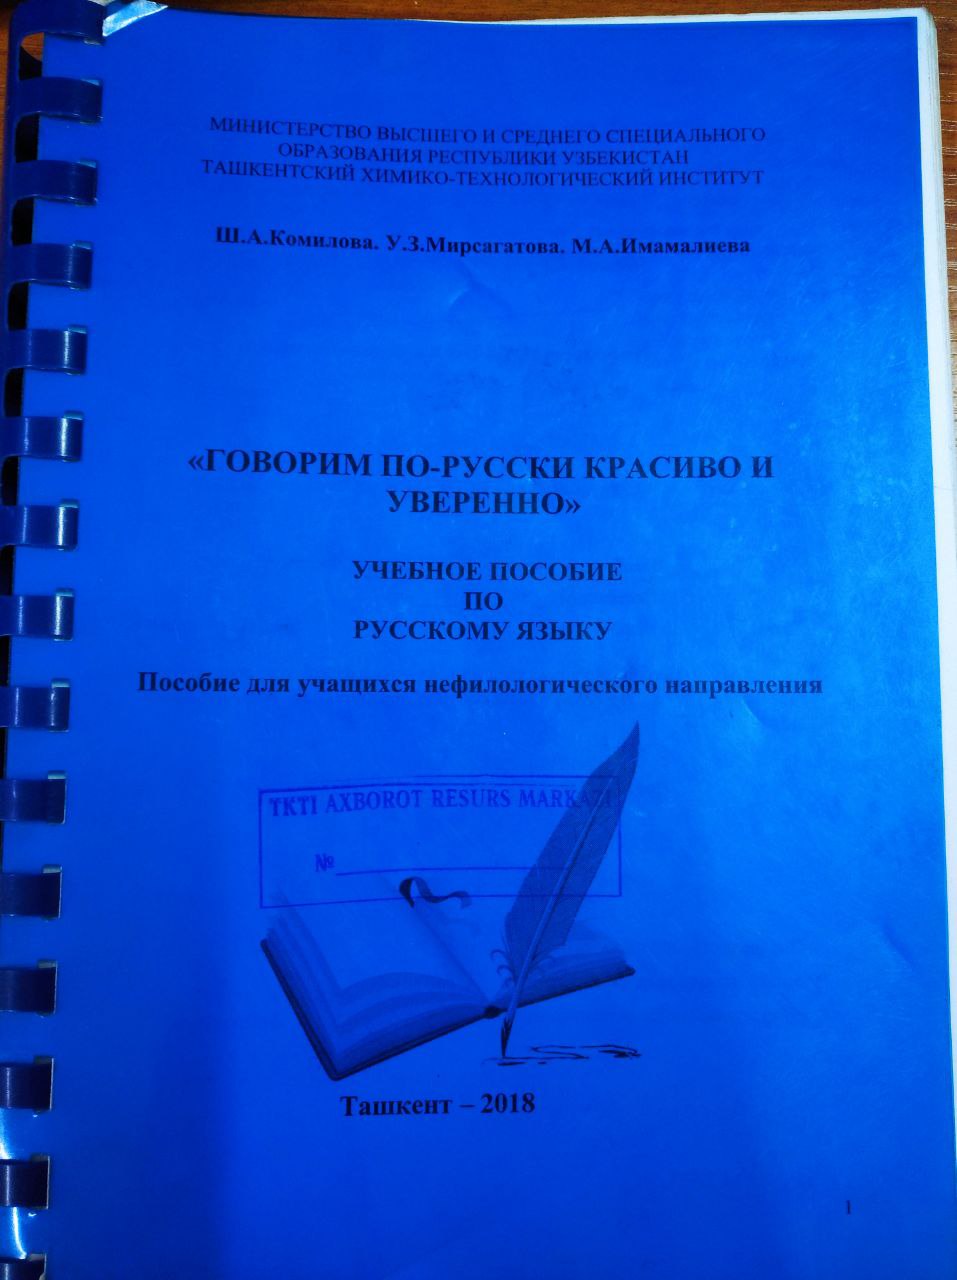 МИНИСТЕРСТВО ВЫСШЕГО И СРЕДНЕГО СПЕЦИАЛЬНОГО
ОБРАЗОВАНИЯ РЕСПУБЛИКИ УЗБЕКИСТАН
ТАШКЕНТСКИЙ ХИМИКО-ТЕХНОЛОГИЧЕСКИЙ ИНСТИТУТ
Ш.А.Комилова. У.З.Мирсагатова. М.А.Имамалиева
«ГОВОРИМ ПО-РУССКИ КРАСИВО И
УВЕРЕННО»
УЧЕБНОЕ ПОСОБИЕ
ПО
РУССКОМУ ЯЗЫКУ
Пособие для учащихся нефилологического направления
TKTI AXBOROT RESURS MARKAZI
№
Ташкент – 2018
1